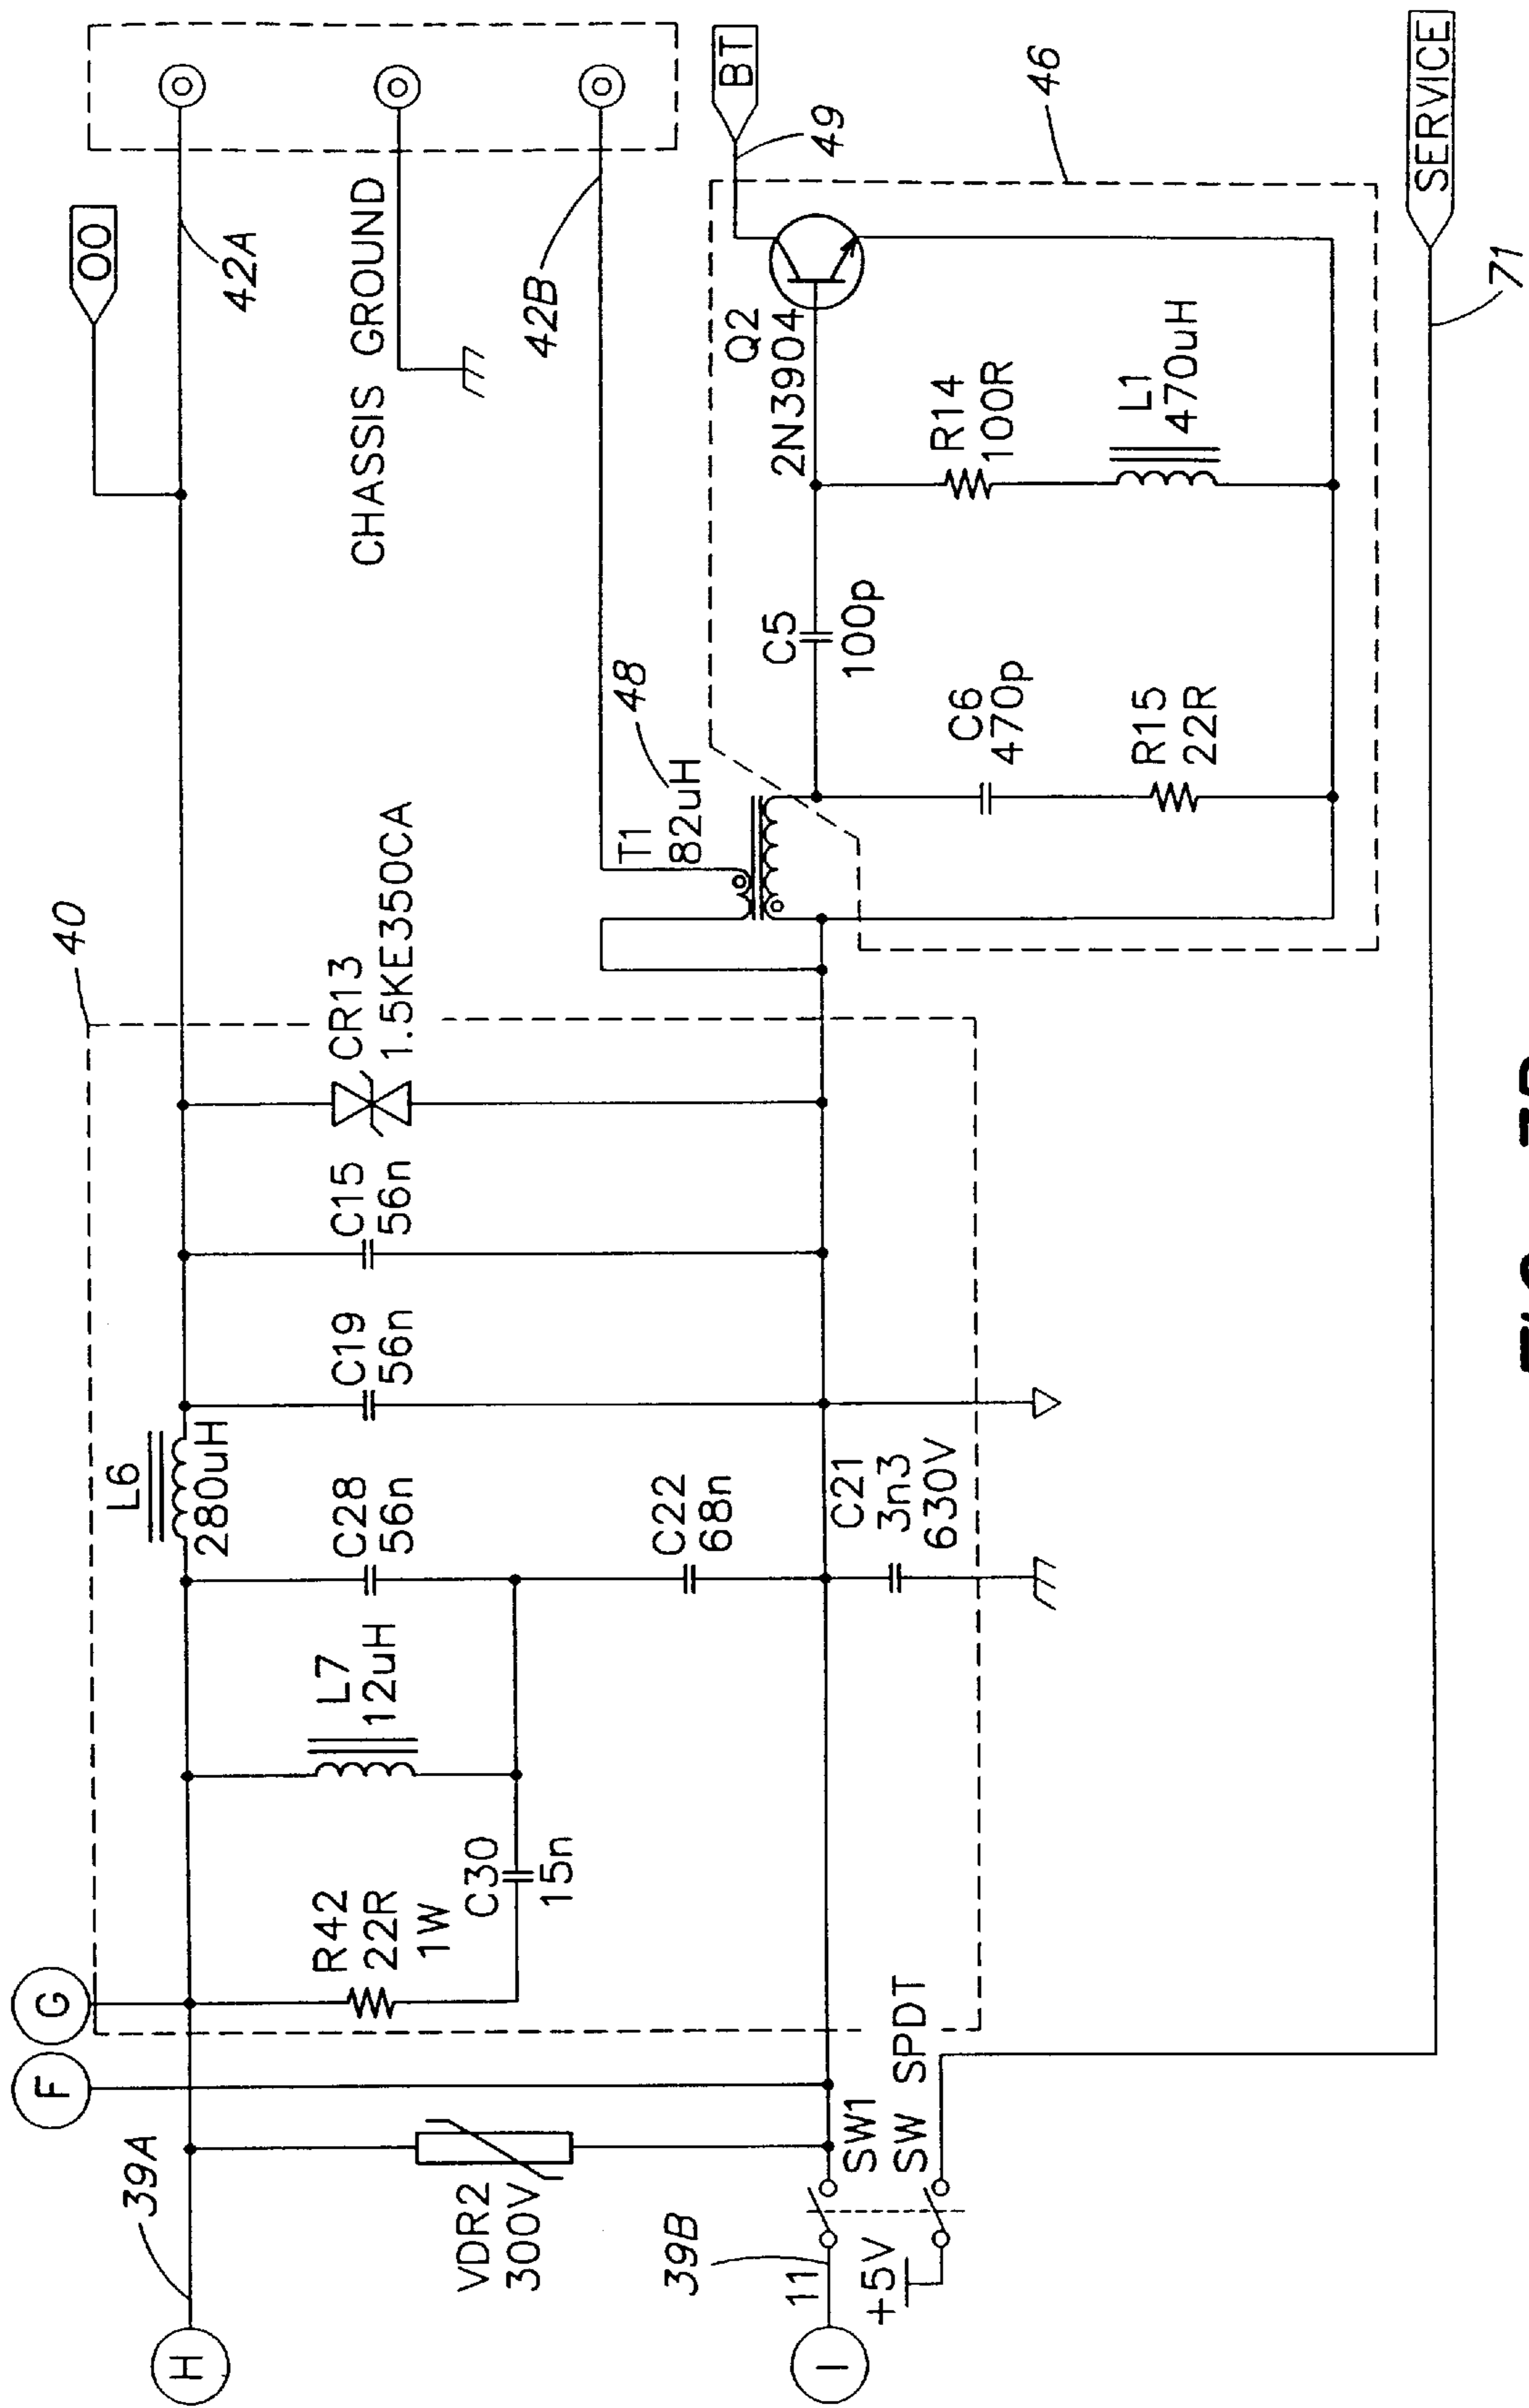 G
F
OO
40
L6
280uH
39A
H
42A
R42
22R
1W
L7
12uH
C28
56n
C19
56n
C15
56n
CR13
1.5KE350CA
CHASSIS GROUND
VDR2
300V
C30
15n
42B
T1
82uH
48
C22
68n
BT
39B
11
I
SW1
SW SPDT
+5V
C21
3n3
630V
C5
100p
Q2
2N3904
49
C6
470p
R14
100R
46
R15
22R
L1
470uH
SERVICE
71